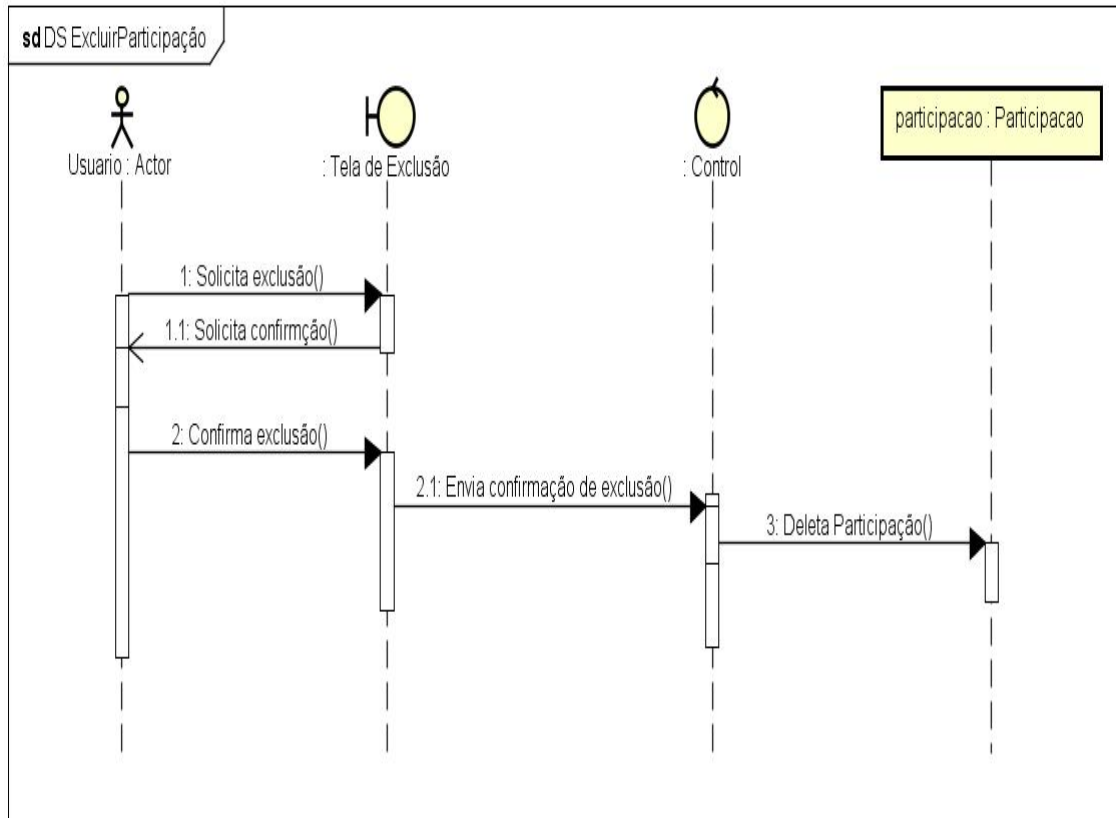 sd DS ExcluirParticipação
Usuario : Actor
: Tela de Exclusão
: Control
participacao : Participacao
1: Solicita exclusão()
1.1: Solicita confirmção()
2: Confirma exclusão()
2.1: Envia confirmação de exclusão()
3: Deleta Participação()